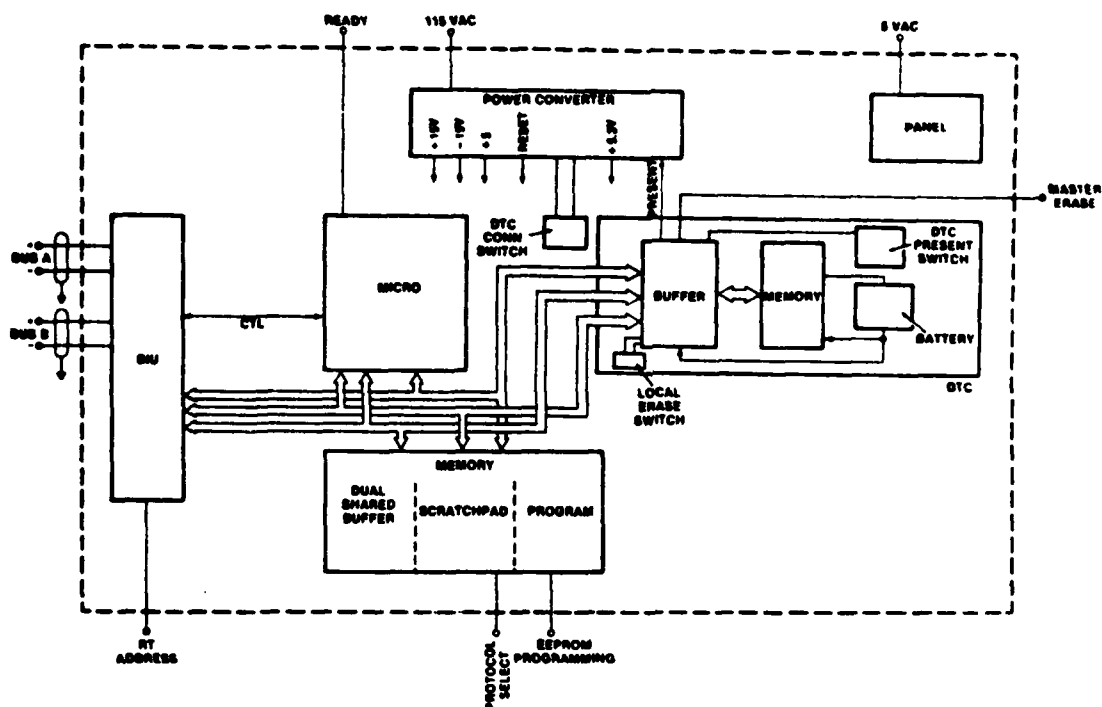 READY
115 VAC
5 VAC
POWER CONVERTER
+15V
-15V
+5
RESET
+5.5V
PRESENT
PANEL
MASTER
ERASE
DTC
CONN
SWITCH
DTC
PRESENT
SWITCH
BUS A
+
-
BUS B
+
-
BIU
CTL
MICRO
BUFFER
MEMORY
BATTERY
LOCAL
ERASE
SWITCH
DTC
MEMORY
DUAL
SHARED
BUFFER
SCRATCHPAD
PROGRAM
RT
ADDRESS
PROTOCOL
SELECT
EEPROM
PROGRAMMING